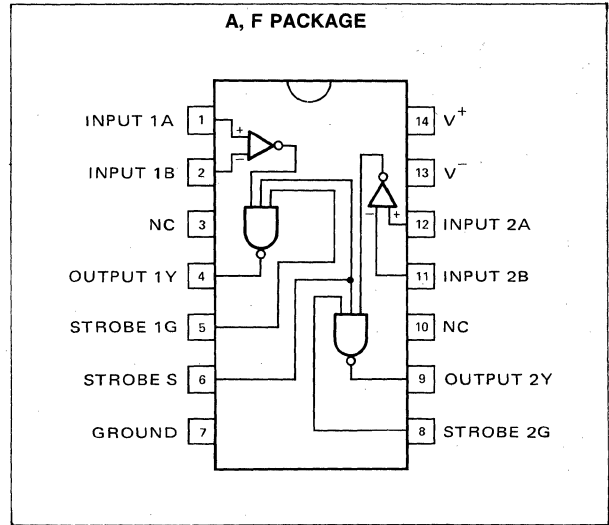 A, F PACKAGE
INPUT 1A 1
INPUT 1B 2
NC 3
OUTPUT 1Y 4
STROBE 1G 5
STROBE S 6
GROUND 7
14 V+
13 V−
12 INPUT 2A
11 INPUT 2B
10 NC
9 OUTPUT 2Y
8 STROBE 2G
+
−
−
+